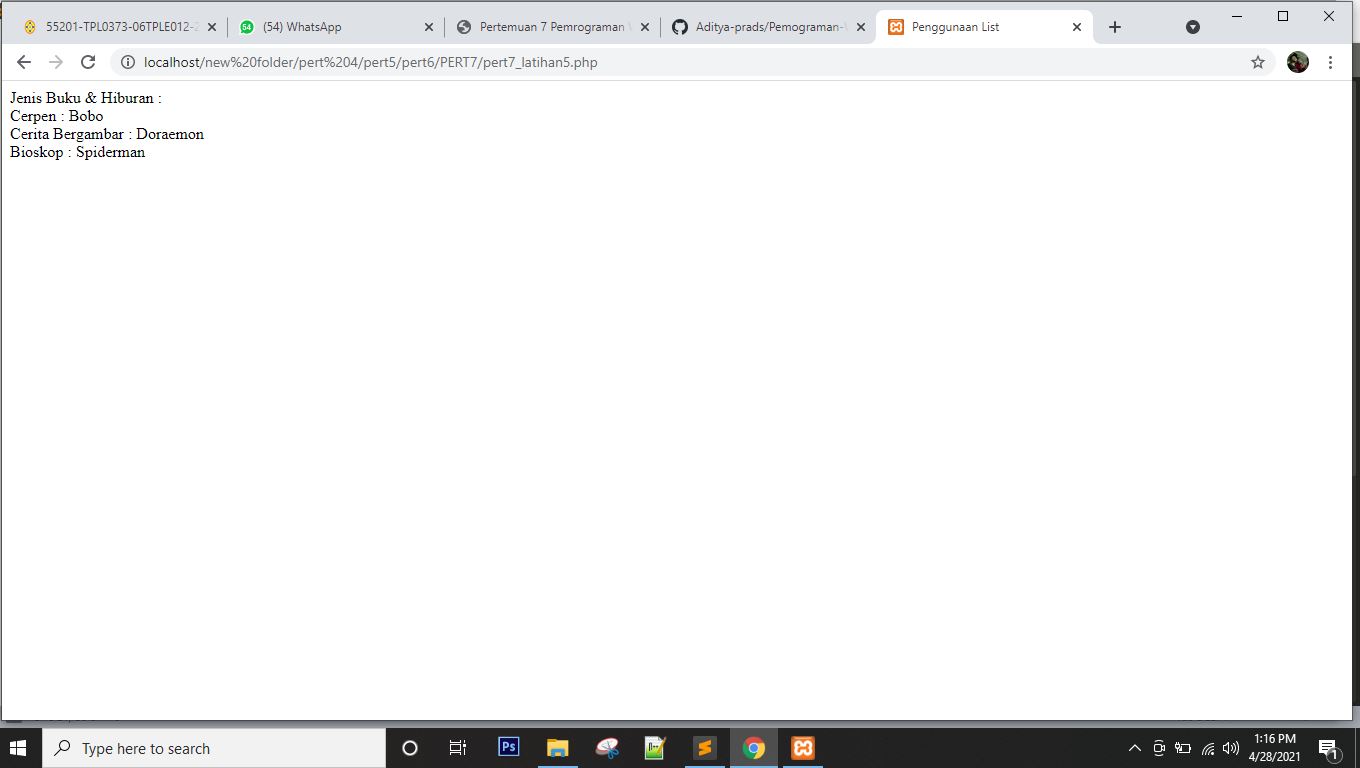 55201-TPL0373-06TPLE012-2
(54) WhatsApp
Pertemuan 7 Pemrograman
Aditya-prads/Pemograman-
Penggunaan List
localhost/new%20folder/pert%204/pert5/pert6/PERT7/pert7_latihan5.php
Jenis Buku & Hiburan :
Cerpen : Bobo
Cerita Bergambar : Doraemon
Bioskop : Spiderman
Type here to search
Ps
1:16 PM
4/28/2021
1